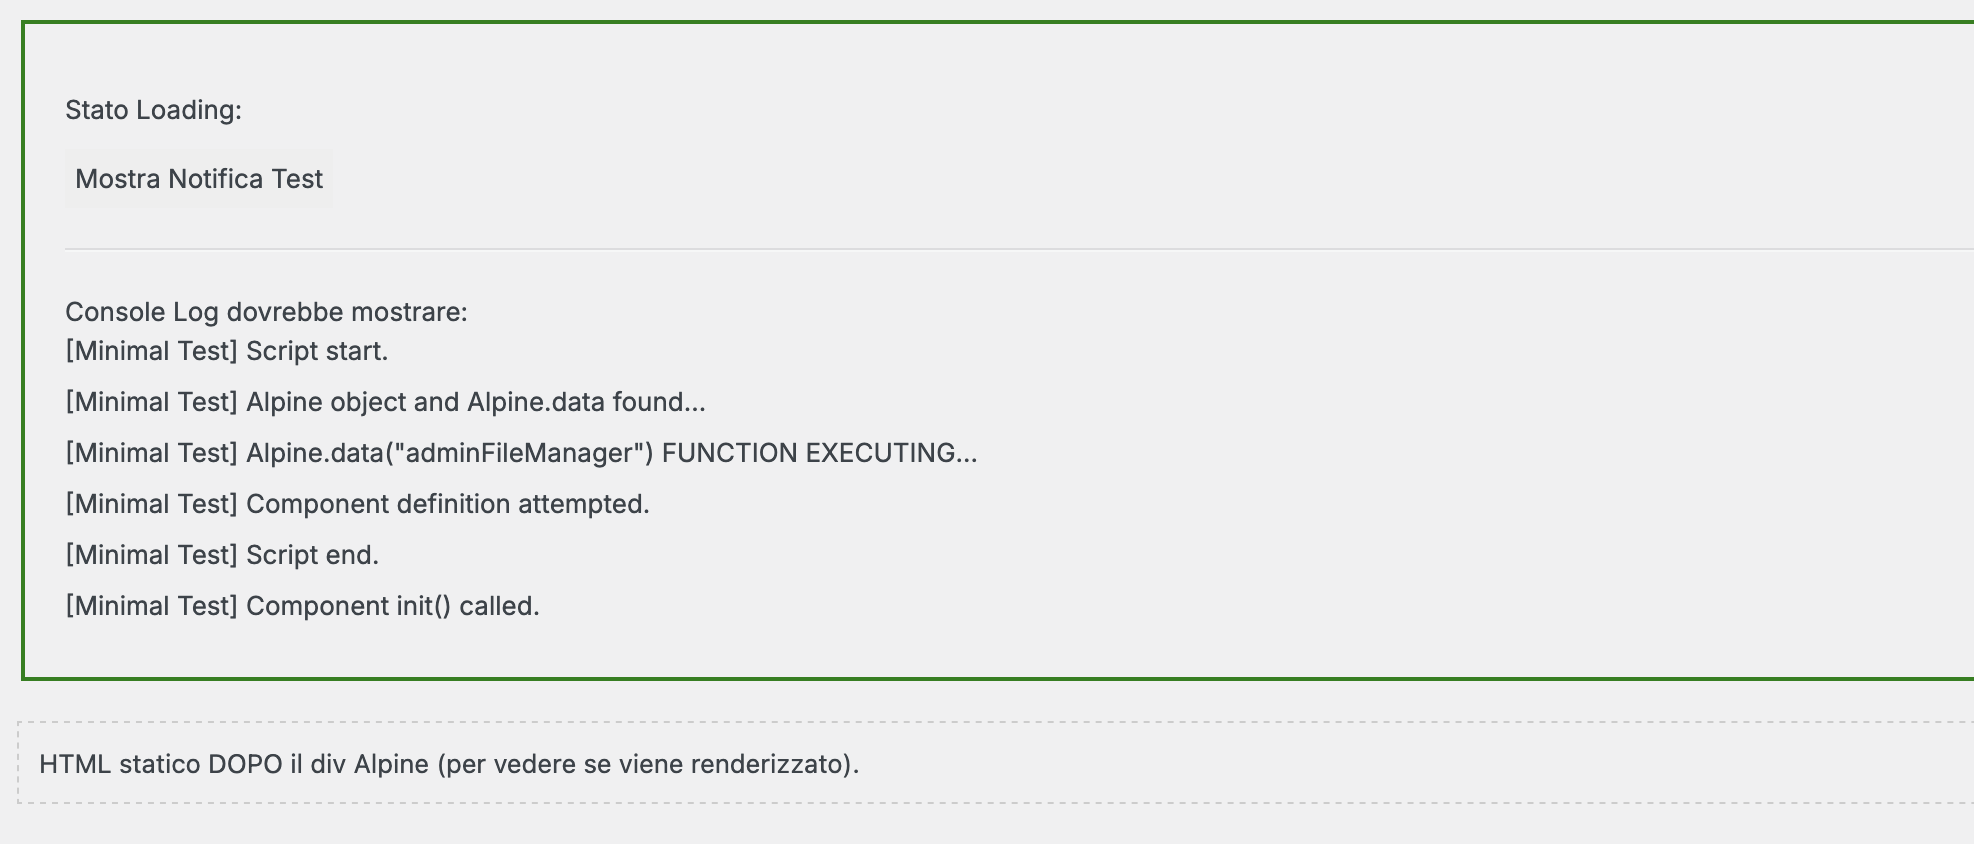 Stato Loading:
Mostra Notifica Test
Console Log dovrebbe mostrare:
[Minimal Test] Script start.
[Minimal Test] Alpine object and Alpine.data found...
[Minimal Test] Alpine.data("adminFileManager") FUNCTION EXECUTING...
[Minimal Test] Component definition attempted.
[Minimal Test] Script end.
[Minimal Test] Component init() called.
HTML statico DOPO il div Alpine (per vedere se viene renderizzato).